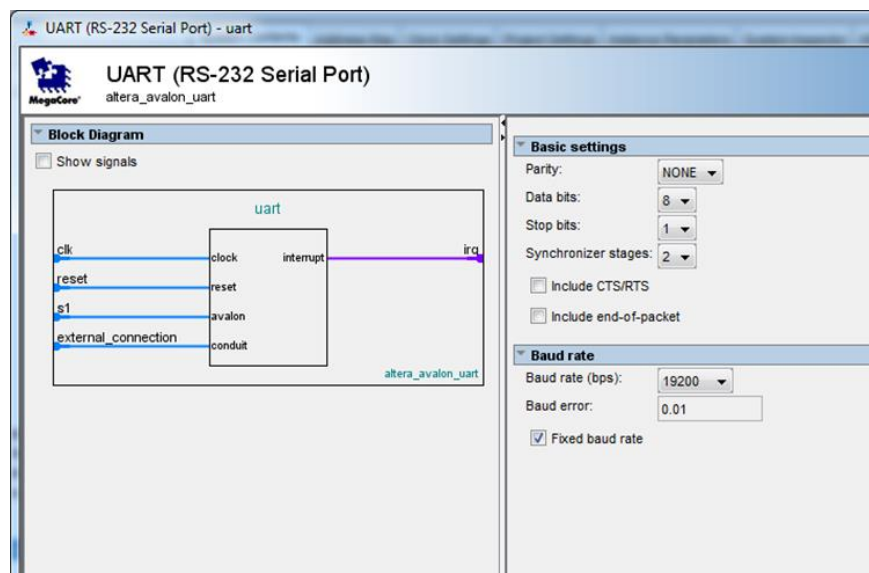 UART (RS-232 Serial Port) - uart
UART (RS-232 Serial Port)
altera_avalon_uart
MegaCore®
Block Diagram
Show signals
uart
clk
clock
interrupt
irq
reset
reset
s1
avalon
external_connection
conduit
altera_avalon_uart
Basic settings
Parity: NONE
Data bits: 8
Stop bits: 1
Synchronizer stages: 2
Include CTS/RTS
Include end-of-packet
Baud rate
Baud rate (bps): 19200
Baud error: 0.01
Fixed baud rate